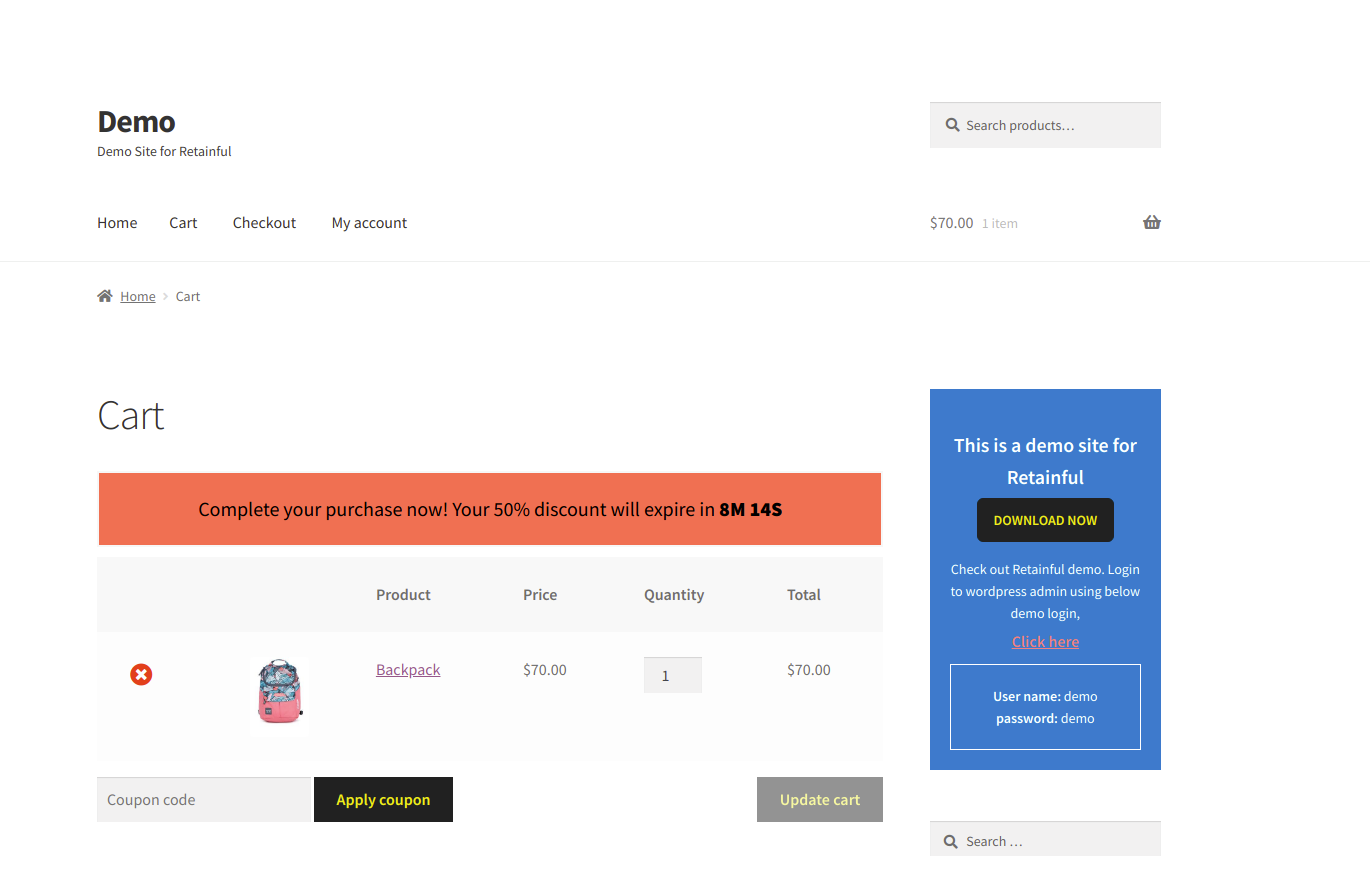 Demo
Demo Site for Retainful
Search products…
Home Cart Checkout My account
$70.00 1 item
Home › Cart
Cart
Complete your purchase now! Your 50% discount will expire in 8M 14S
Product Price Quantity Total
Backpack $70.00 1 $70.00
Coupon code Apply coupon Update cart
This is a demo site for
Retainful
DOWNLOAD NOW
Check out Retainful demo. Login
to wordpress admin using below
demo login,
Click here
User name: demo
password: demo
Search …